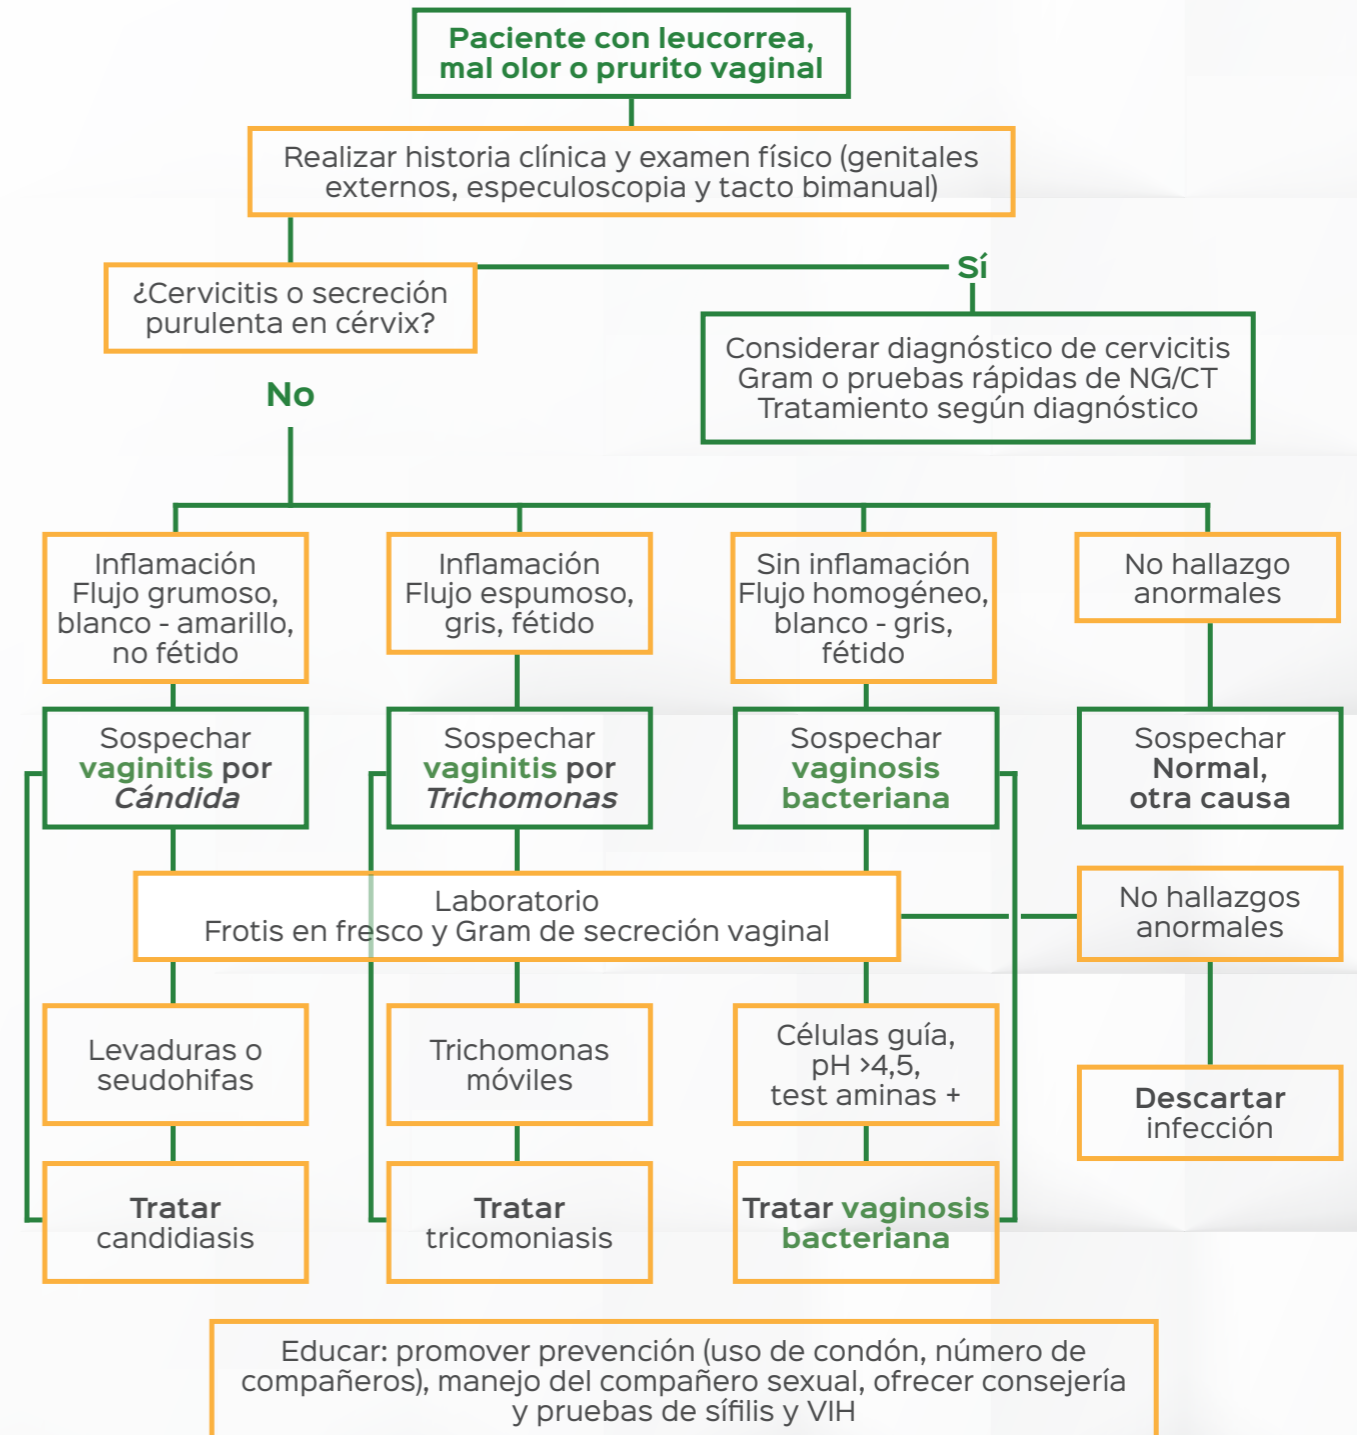 Paciente con leucorrea,
mal olor o prurito vaginal
Realizar historia clínica y examen físico (genitales
externos, especuloscopia y tacto bimanual)
¿Cervicitis o secreción
purulenta en cérvix?
Sí
Considerar diagnóstico de cervicitis
Gram o pruebas rápidas de NG/CT
Tratamiento según diagnóstico
No
Inflamación
Flujo grumoso,
blanco - amarillo,
no fétido
Inflamación
Flujo espumoso,
gris, fétido
Sin inflamación
Flujo homogéneo,
blanco - gris,
fétido
No hallazgo
anormales
Sospechar
vaginitis por
Cándida
Sospechar
vaginitis por
Trichomonas
Sospechar
vaginosis
bacteriana
Sospechar
Normal,
otra causa
Laboratorio
Frotis en fresco y Gram de secreción vaginal
No hallazgos
anormales
Levaduras o
seudohifas
Trichomonas
móviles
Células guía,
pH >4,5,
test aminas +
Descartar
infección
Tratar
candidiasis
Tratar
tricomoniasis
Tratar vaginosis
bacteriana
Educar: promover prevención (uso de condón, número de
compañeros), manejo del compañero sexual, ofrecer consejería
y pruebas de sífilis y VIH